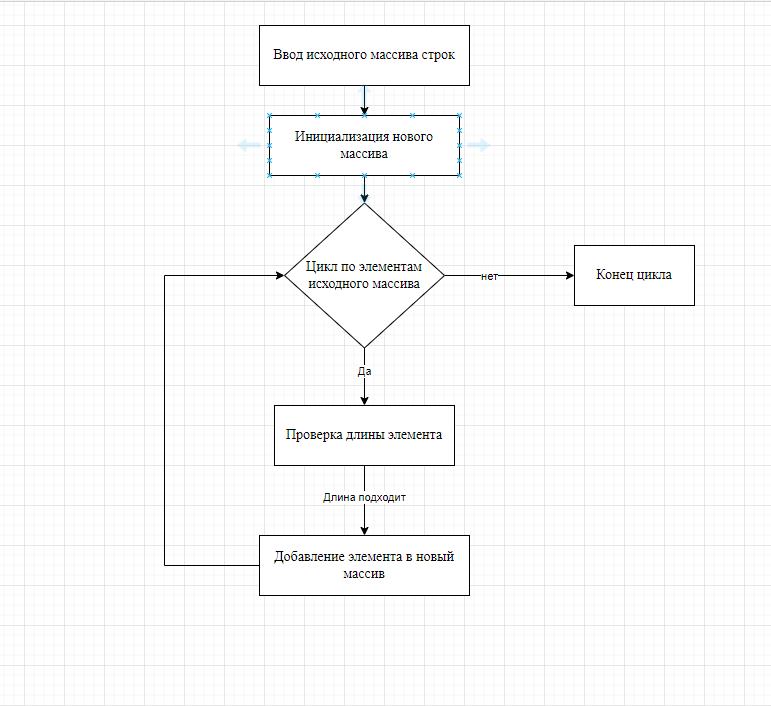 Ввод исходного массива строк
Инициализация нового
массива
Цикл по элементам
исходного массива
нет
Конец цикла
Да
Проверка длины элемента
Длина подходит
Добавление элемента в новый
массив